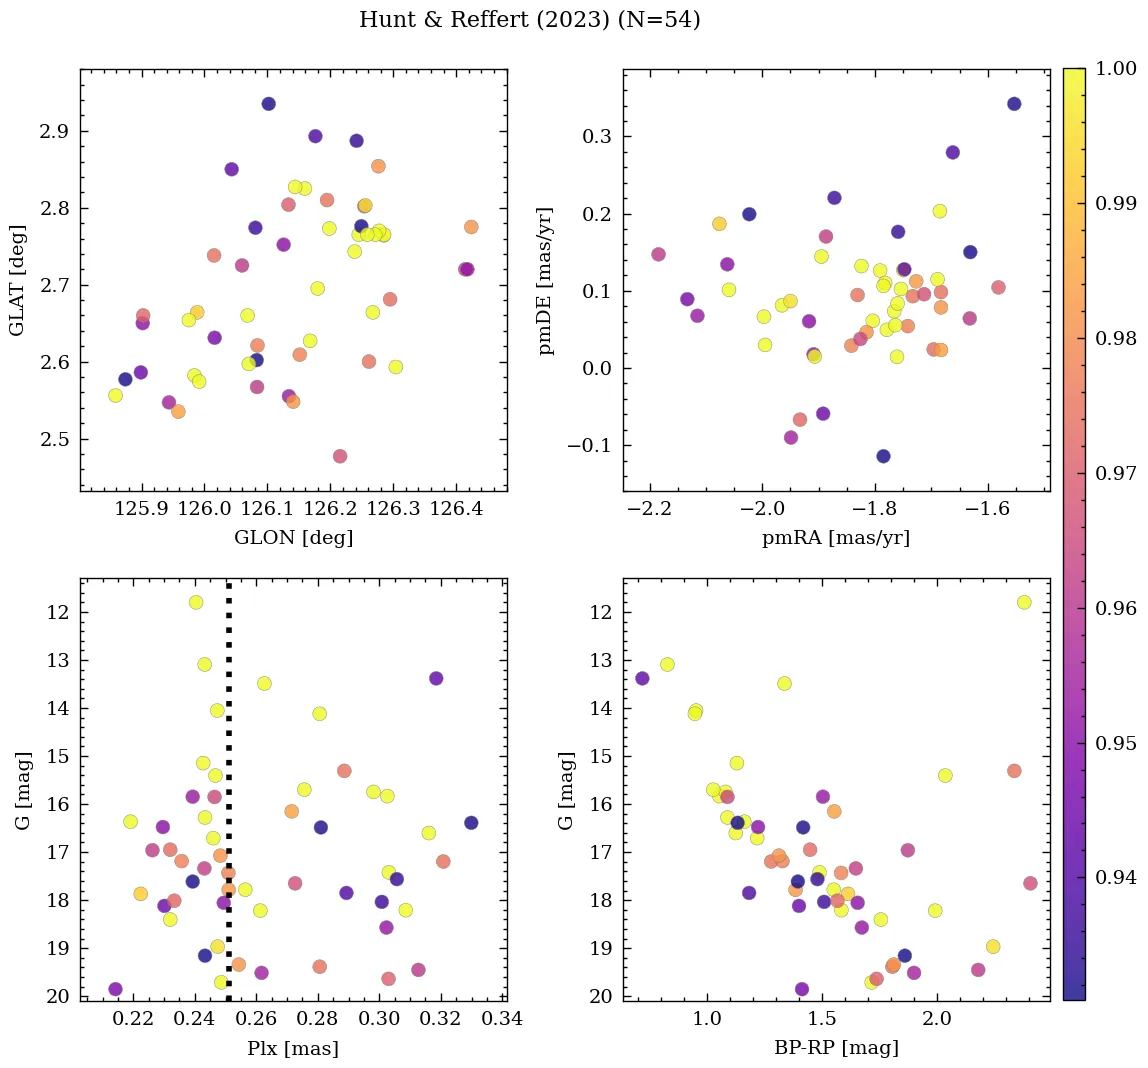 Hunt & Reffert (2023) (N=54)
GLAT [deg]
2.9
2.8
2.7
2.6
2.5
125.9 126.0 126.1 126.2 126.3 126.4
GLON [deg]
pmDE [mas/yr]
0.3
0.2
0.1
0.0
−0.1
−2.2 −2.0 −1.8 −1.6
pmRA [mas/yr]
G [mag]
12
13
14
15
16
17
18
19
20
0.22 0.24 0.26 0.28 0.30 0.32 0.34
Plx [mas]
G [mag]
12
13
14
15
16
17
18
19
20
1.0 1.5 2.0
BP-RP [mag]
1.00
0.99
0.98
0.97
0.96
0.95
0.94